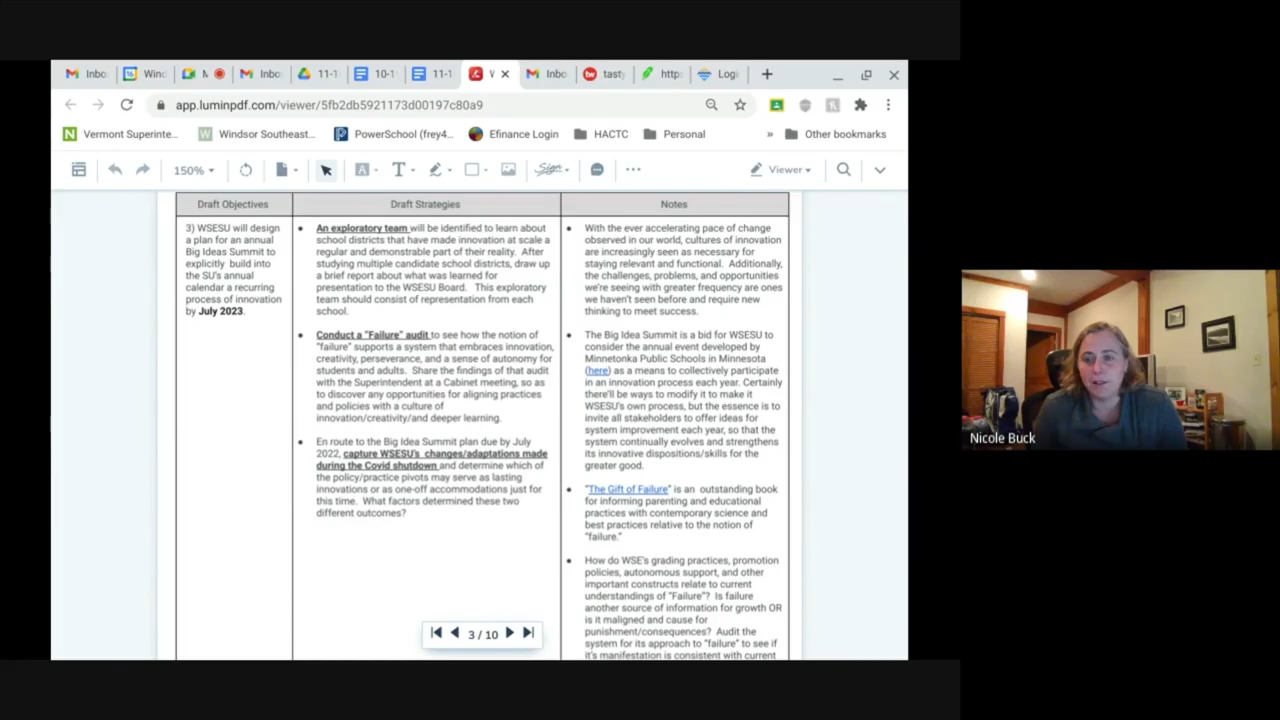 Inbo
Winc
M
Inbo
11-1
10-1
11-1
V
Inbo
tasty
http:
Logi
app.luminpdf.com/viewer/5fb2db5921173d00197c80a9
Vermont Superinte...
Windsor Southeast...
PowerSchool (frey4...
Efinance Login
HACTC
Personal
»
Other bookmarks
150%
A
T
Sign
Viewer
Draft Objectives
Draft Strategies
Notes
3) WSESU will design
a plan for an annual
Big Ideas Summit to
explicitly build into
the SU's annual
calendar a recurring
process of innovation
by July 2023.
An exploratory team will be identified to learn about
school districts that have made innovation at scale a
regular and demonstrable part of their reality. After
studying multiple candidate school districts, draw up
a brief report about what was learned for
presentation to the WSESU Board. This exploratory
team should consist of representation from each
school.
Conduct a "Failure" audit to see how the notion of
"failure" supports a system that embraces innovation,
creativity, perseverance, and a sense of autonomy for
students and adults. Share the findings of that audit
with the Superintendent at a Cabinet meeting, so as
to discover any opportunities for aligning practices
and policies with a culture of
innovation/creativity/and deeper learning.
En route to the Big Idea Summit plan due by July
2022, capture WSESU's changes/adaptations made
during the Covid shutdown and determine which of
the policy/practice pivots may serve as lasting
innovations or as one-off accommodations just for
this time. What factors determined these two
different outcomes?
With the ever accelerating pace of change
observed in our world, cultures of innovation
are increasingly seen as necessary for
staying relevant and functional. Additionally,
the challenges, problems, and opportunities
we're seeing with greater frequency are ones
we haven't seen before and require new
thinking to meet success.
The Big Idea Summit is a bid for WSESU to
consider the annual event developed by
Minnetonka Public Schools in Minnesota
(here) as a means to collectively participate
in an innovation process each year. Certainly
there'll be ways to modify it to make it
WSESU's own process, but the essence is to
invite all stakeholders to offer ideas for
system improvement each year, so that the
system continually evolves and strengthens
its innovative dispositions/skills for the
greater good.
"The Gift of Failure" is an outstanding book
for informing parenting and educational
practices with contemporary science and
best practices relative to the notion of
"failure."
How do WSE's grading practices, promotion
policies, autonomous support, and other
important constructs relate to current
understandings of "Failure"? Is failure
another source of information for growth OR
is it maligned and cause for
punishment/consequences? Audit the
system for its approach to "failure" to see if
it's manifestation is consistent with current
3 / 10
Nicole Buck